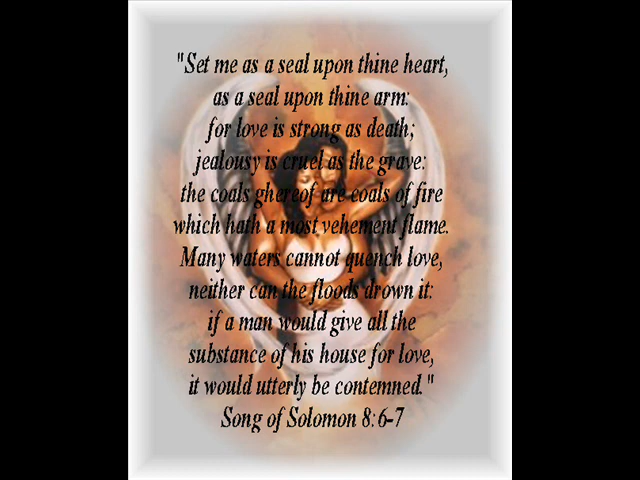 "Set me as a seal upon thine heart,
as a seal upon thine arm:
for love is strong as death;
jealousy is cruel as the grave:
the coals ghereof are coals of fire
which hath a most vehement flame.
Many waters cannot quench love,
neither can the floods drown it:
if a man would give all the
substance of his house for love,
it would utterly be contemned."
Song of Solomon 8:6-7